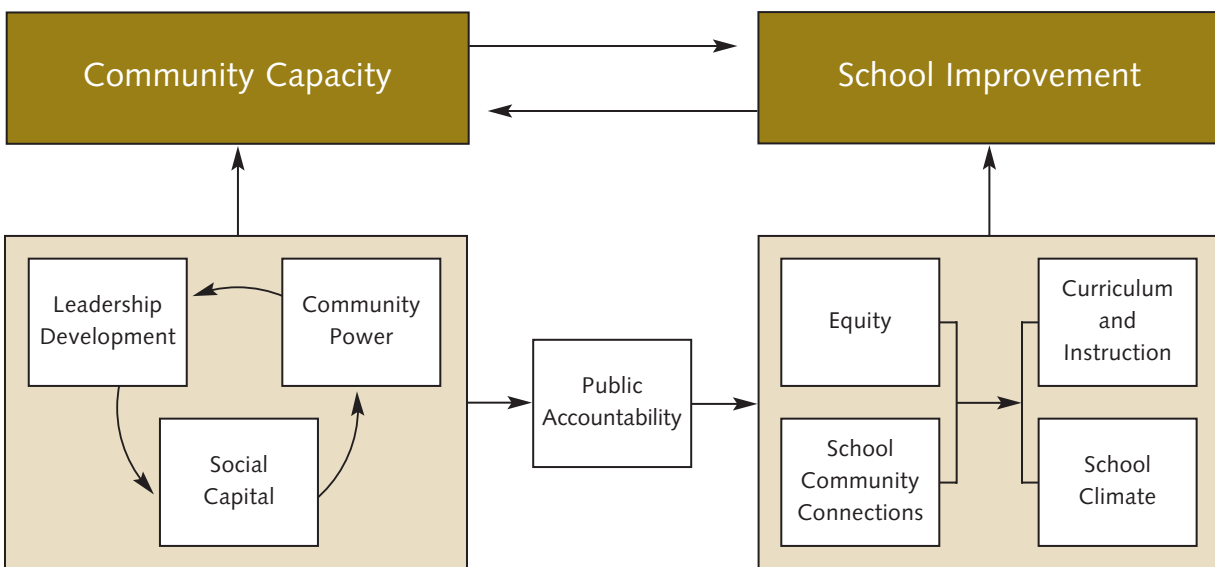 Community Capacity
School Improvement
Leadership
Development
Community
Power
Social
Capital
Public
Accountability
Equity
School
Community
Connections
Curriculum
and
Instruction
School
Climate